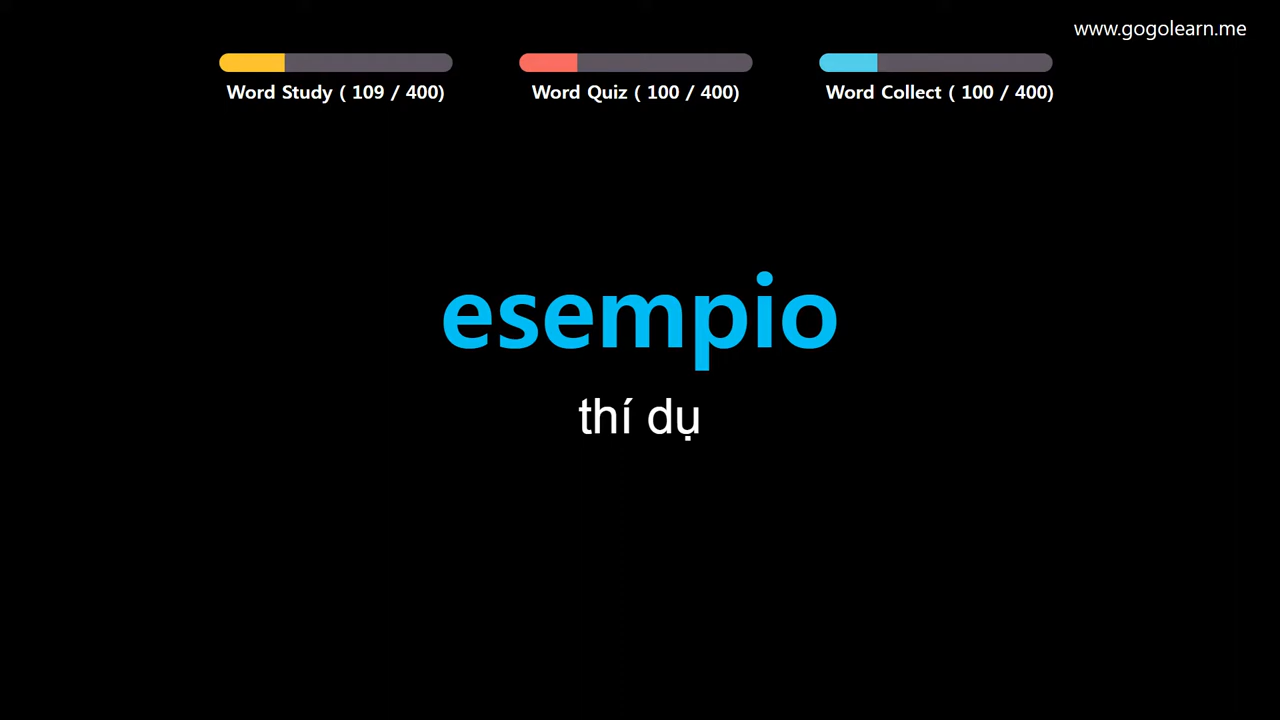 www.gogolearn.me
Word Study ( 109 / 400)
Word Quiz ( 100 / 400)
Word Collect ( 100 / 400)
esempio
thí dụ